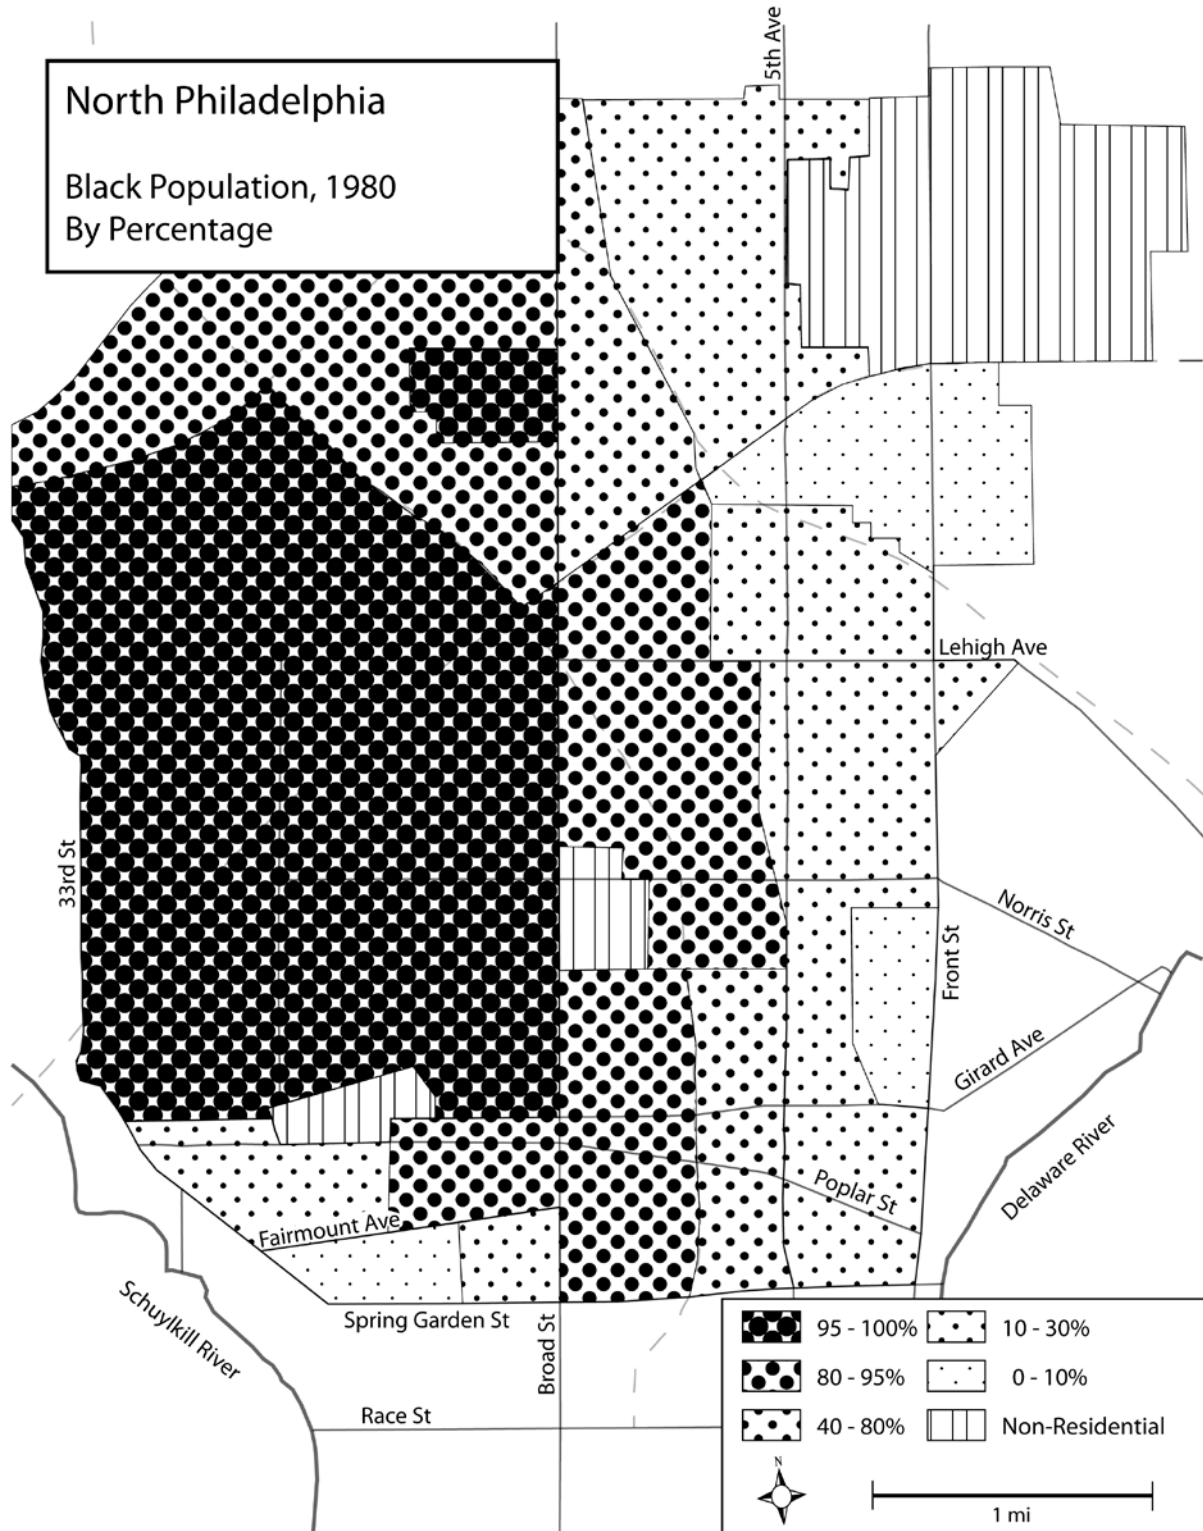 5th Ave
North Philadelphia
Black Population, 1980
By Percentage
Lehigh Ave
33rd St
Norris St
Front St
Girard Ave
Delaware River
Poplar St
Fairmount Ave
Schuylkill River
Spring Garden St
Broad St
Race St
95 - 100%
10 - 30%
80 - 95%
0 - 10%
40 - 80%
Non-Residential
N
1 mi